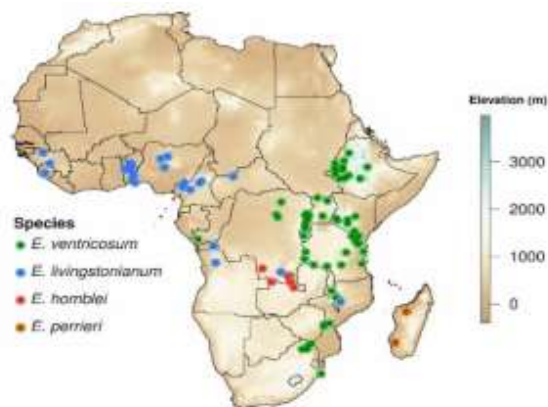 Elevation (m)
3000
2000
1000
0
Species
E. ventricosum
E. livingstonianum
E. homblei
E. perrieri